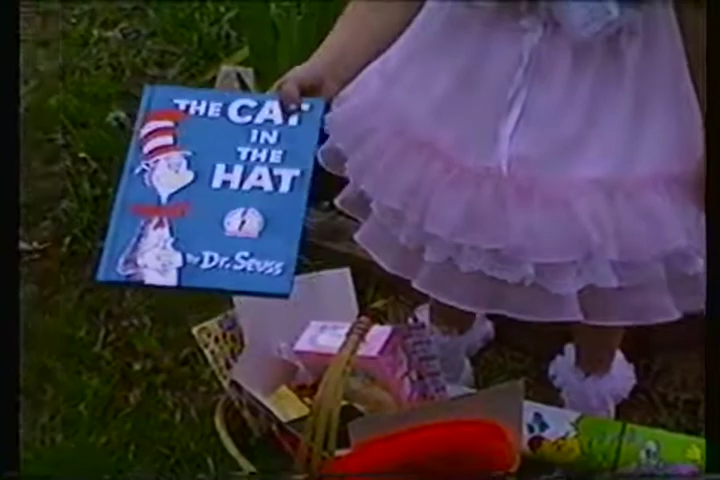 THE CAT
IN
THE
HAT
by Dr. Seuss